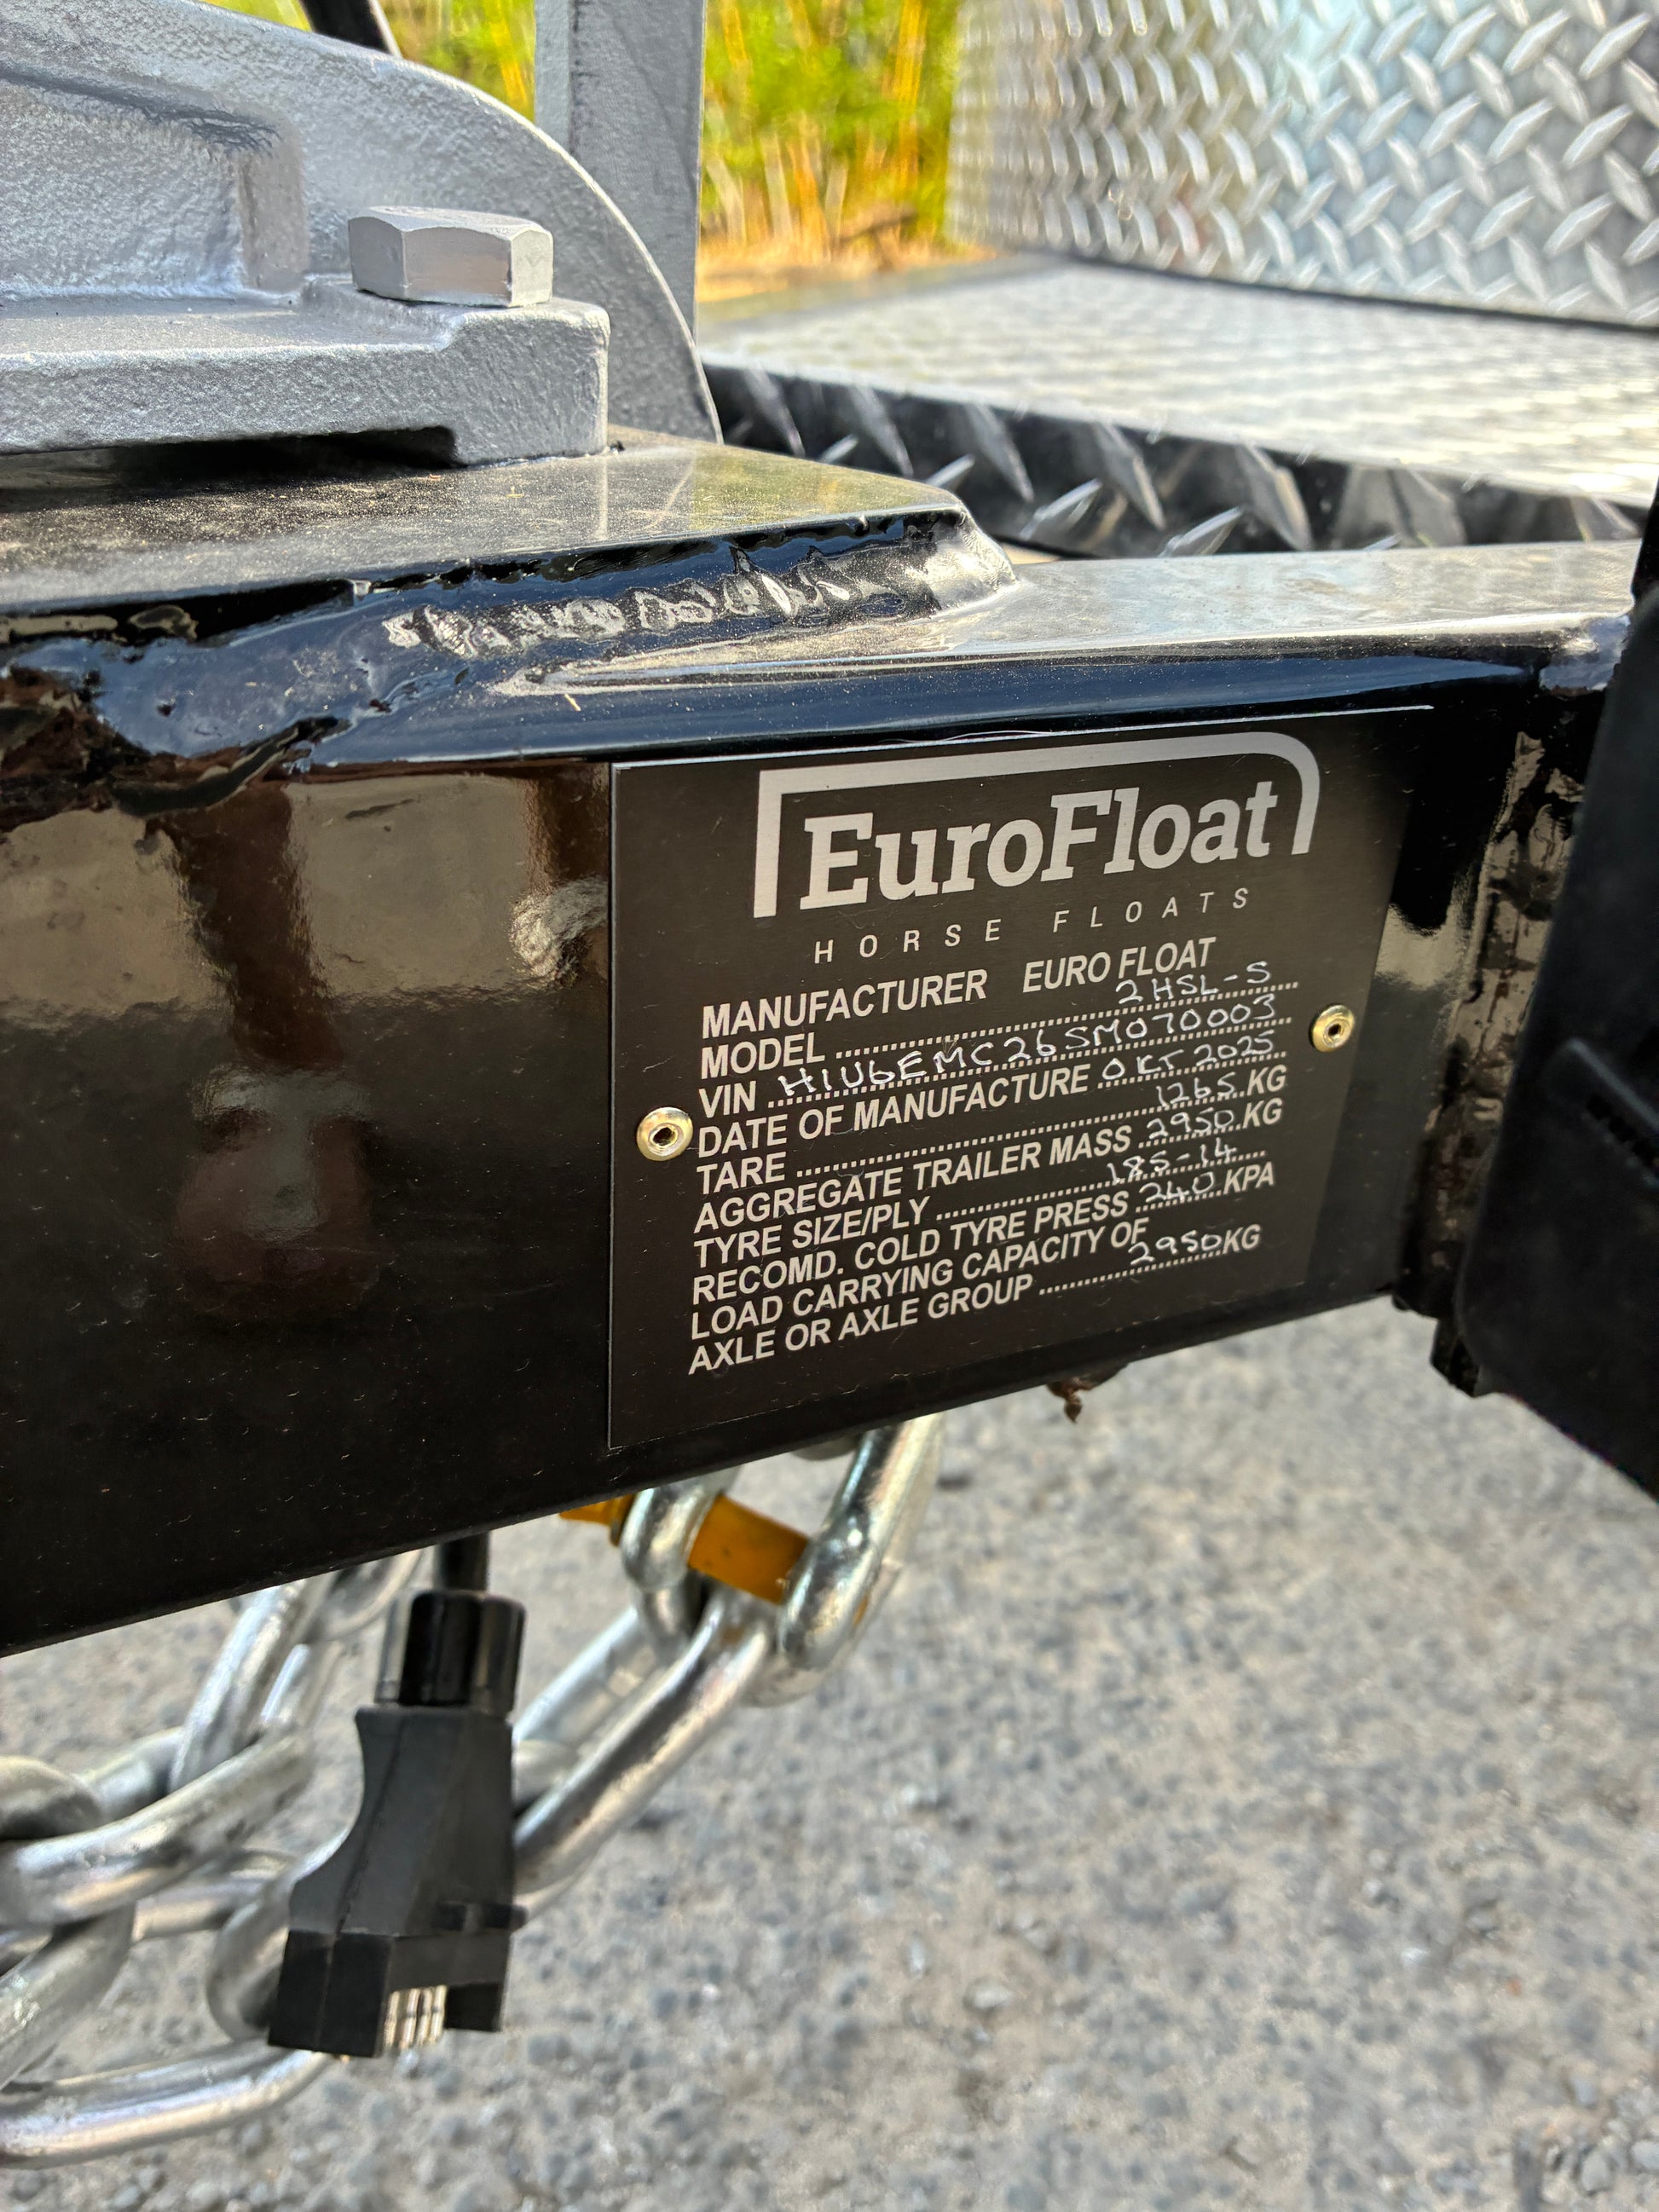 EuroFloat
HORSE FLOATS
MANUFACTURER EURO FLOAT
MODEL 2HSL-S
VIN H1U6EMC26SM070003
DATE OF MANUFACTURE OKT 2025
TARE 1265 KG
AGGREGATE TRAILER MASS 2950 KG
TYRE SIZE/PLY 185-14
RECOMD. COLD TYRE PRESS 240 KPA
LOAD CARRYING CAPACITY OF
AXLE OR AXLE GROUP 2950 KG